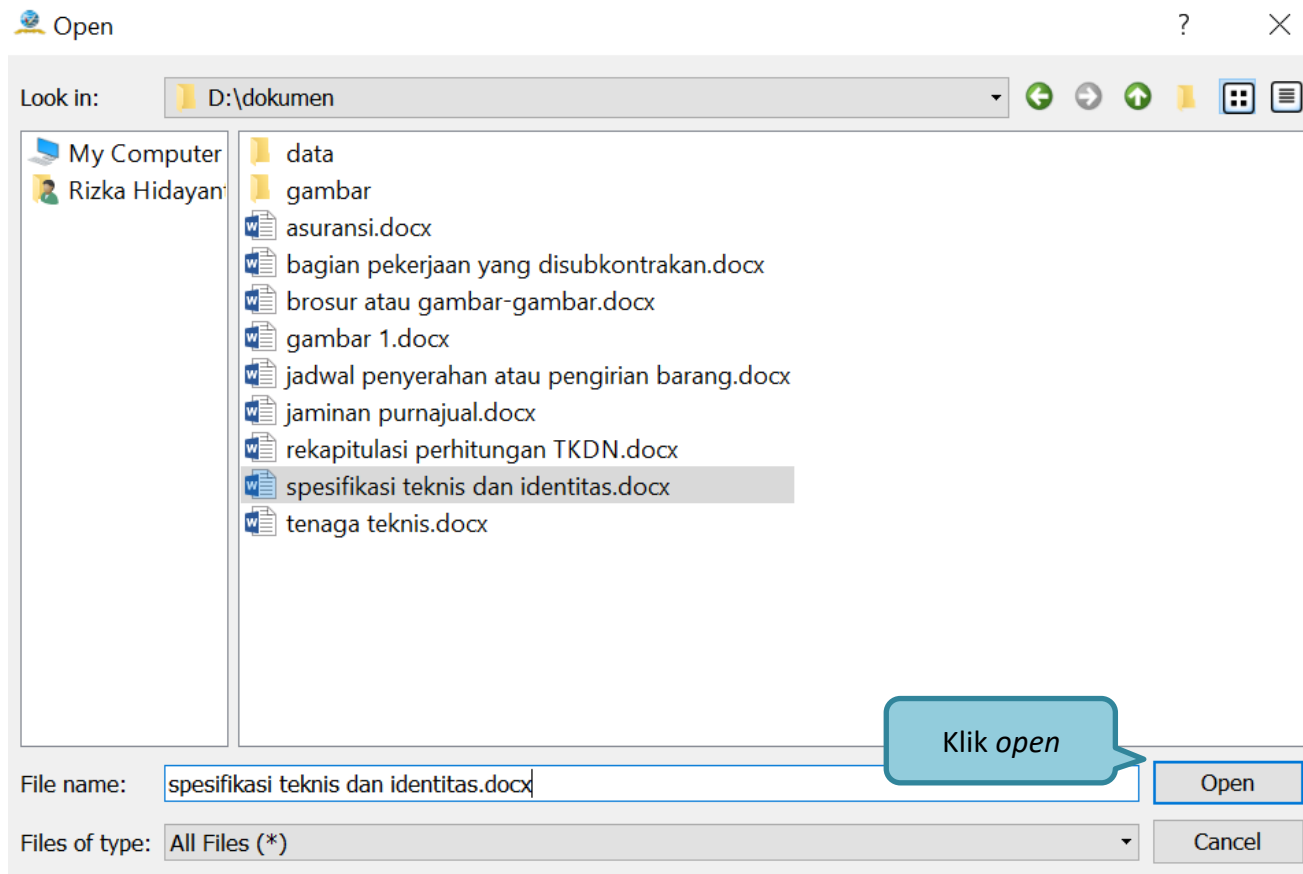 Open
?
Look in: D:\dokumen
My Computer
Rizka Hidayan
data
gambar
asuransi.docx
bagian pekerjaan yang disubkontrakan.docx
brosur atau gambar-gambar.docx
gambar 1.docx
jadwal penyerahan atau pengirian barang.docx
jaminan purnajual.docx
rekapitulasi perhitungan TKDN.docx
spesifikasi teknis dan identitas.docx
tenaga teknis.docx
Klik open
File name: spesifikasi teknis dan identitas.docx Open
Files of type: All Files (*) Cancel